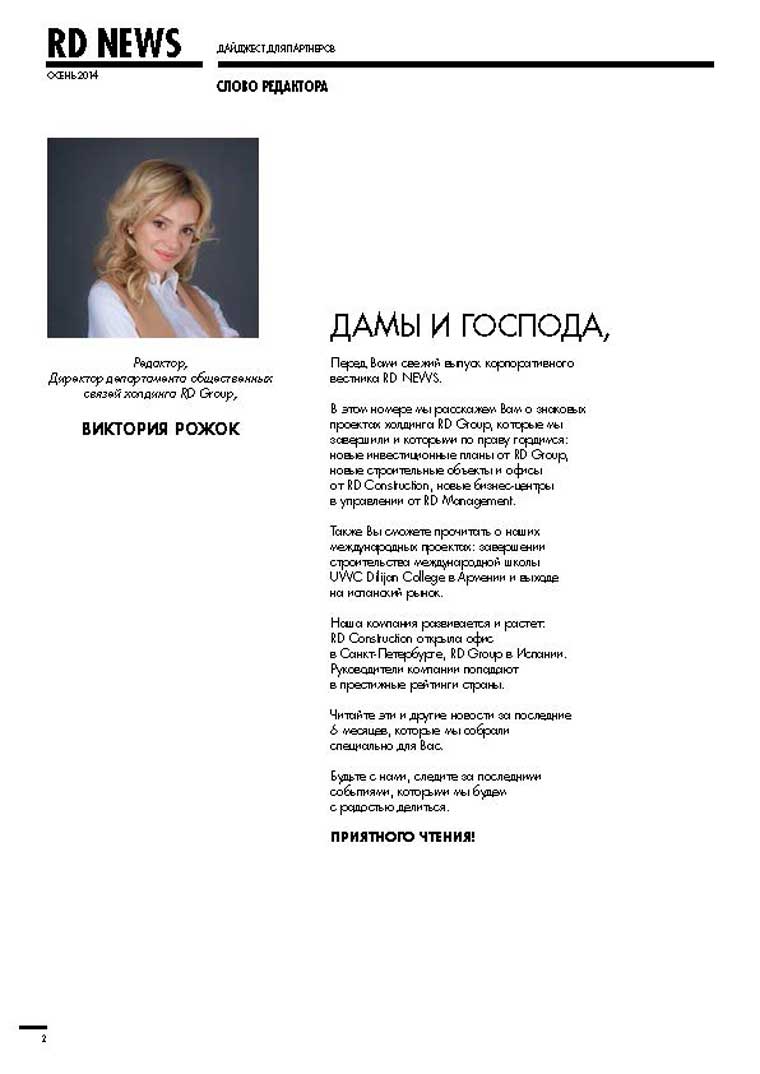 RD NEWS
ДАЙДЖЕСТ ДЛЯ ПАРТНЕРОВ
ОСЕНЬ 2014
СЛОВО РЕДАКТОРА
Редактор,
Директор департамента общественных
связей холдинга RD Group,
ВИКТОРИЯ РОЖОК
ДАМЫ И ГОСПОДА,
Перед Вами свежий выпуск корпоративного
вестника RD NEWS.
В этом номере мы расскажем Вам о знаковых
проектах холдинга RD Group, которые мы
завершили и которыми по праву гордимся:
новые инвестиционные планы от RD Group,
новые строительные объекты и офисы
от RD Construction, новые бизнес-центры
в управлении от RD Management.
Также Вы сможете прочитать о наших
международных проектах: завершении
строительства международной школы
UWC Dilijan College в Армении и выходе
на испанский рынок.
Наша компания развивается и растет:
RD Construction открыла офис
в Санкт-Петербурге, RD Group в Испании.
Руководители компании попадают
в престижные рейтинги страны.
Читайте эти и другие новости за последние
6 месяцев, которые мы собрали
специально для Вас.
Будьте с нами, следите за последними
событиями, которыми мы будем
с радостью делиться.
ПРИЯТНОГО ЧТЕНИЯ!
2